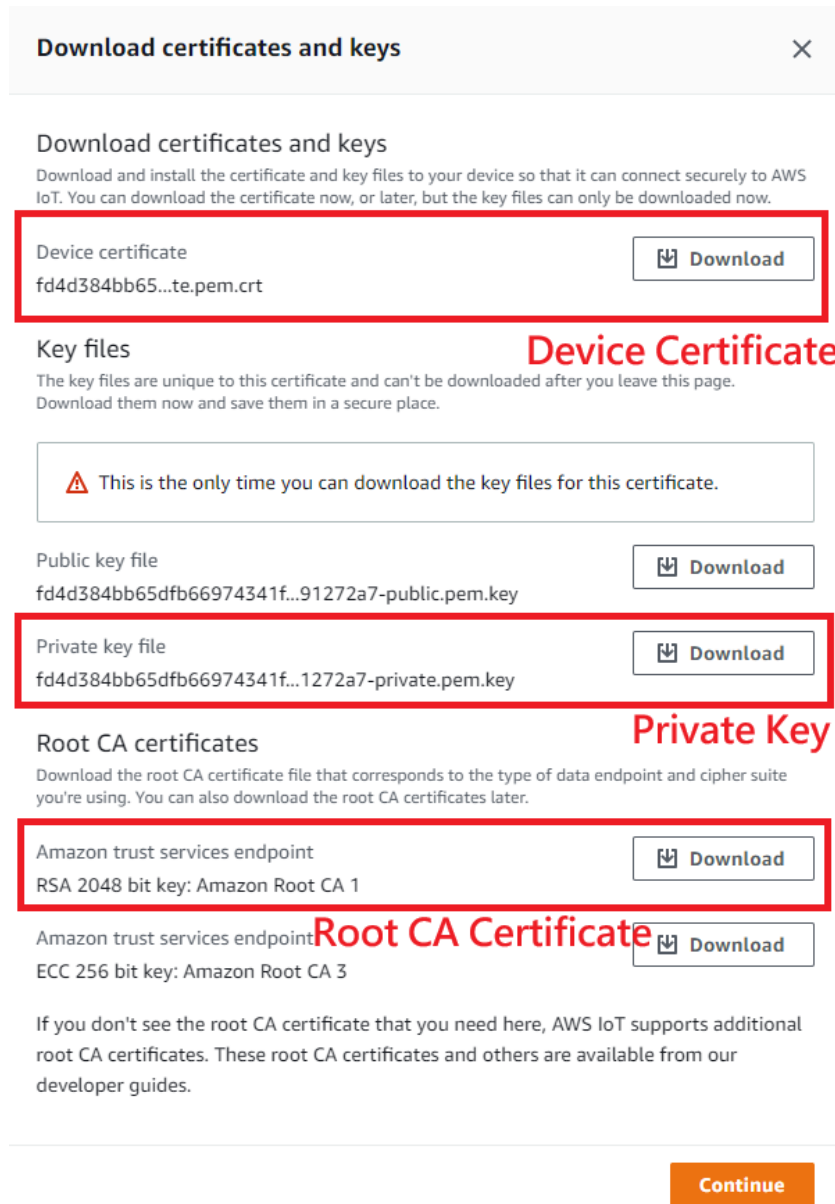 Download certificates and keys
Download certificates and keys
Download and install the certificate and key files to your device so that it can connect securely to AWS
IoT. You can download the certificate now, or later, but the key files can only be downloaded now.
Device certificate
Download
fd4d384bb65...te.pem.crt
Device Certificate
Key files
The key files are unique to this certificate and can't be downloaded after you leave this page.
Download them now and save them in a secure place.
This is the only time you can download the key files for this certificate.
Public key file
Download
fd4d384bb65dfb66974341f...91272a7-public.pem.key
Private key file
Download
fd4d384bb65dfb66974341f...1272a7-private.pem.key
Private Key
Root CA certificates
Download the root CA certificate file that corresponds to the type of data endpoint and cipher suite
you're using. You can also download the root CA certificates later.
Amazon trust services endpoint
Download
RSA 2048 bit key: Amazon Root CA 1
Root CA Certificate
Amazon trust services endpoint
Download
ECC 256 bit key: Amazon Root CA 3
If you don't see the root CA certificate that you need here, AWS IoT supports additional
root CA certificates. These root CA certificates and others are available from our
developer guides.
Continue